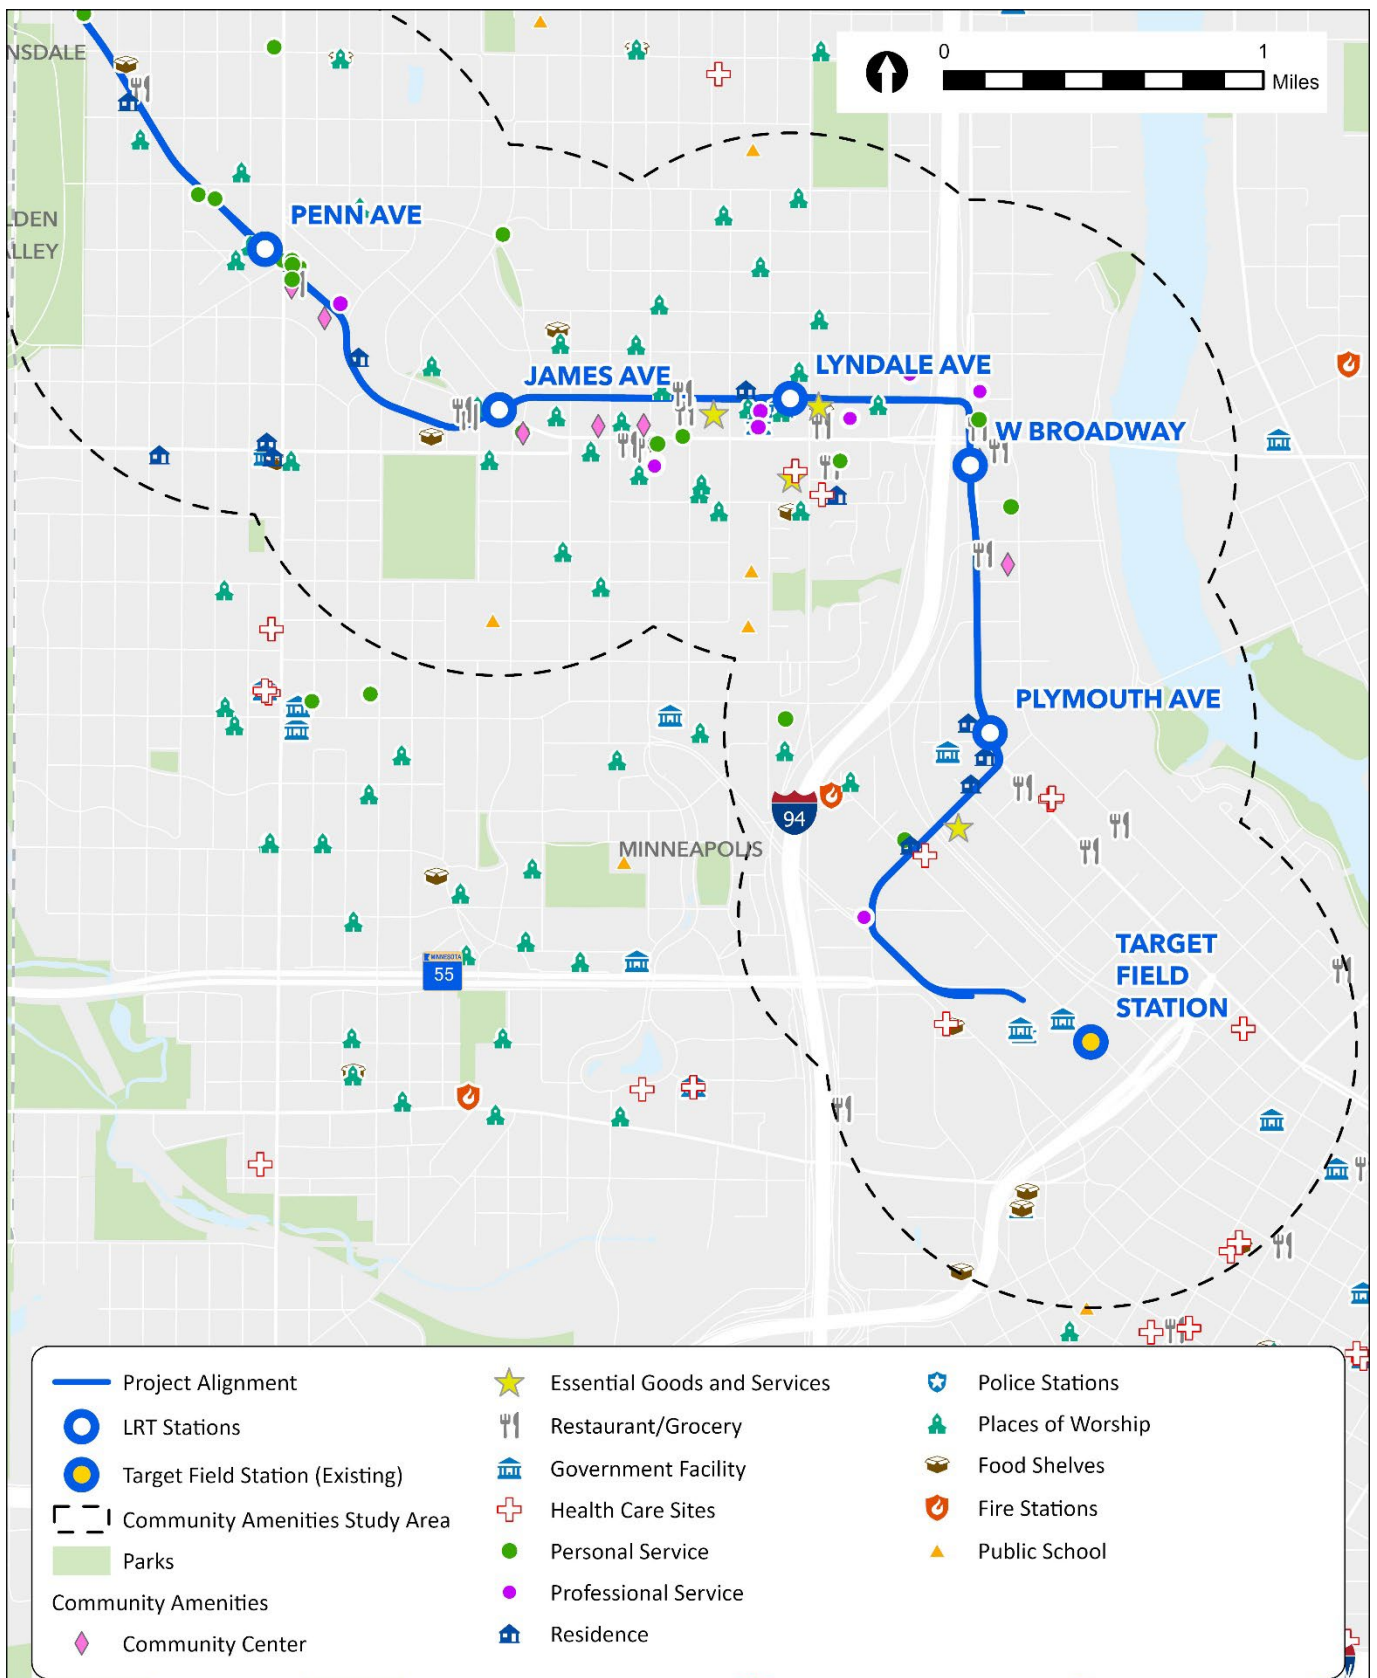 0
1
Miles
NSDALE
LDEN
ALLEY
PENN AVE
JAMES AVE
LYNDALE AVE
W BROADWAY
PLYMOUTH AVE
94
MINNEAPOLIS
MINNESOTA
55
TARGET
FIELD
STATION
Project Alignment
LRT Stations
Target Field Station (Existing)
Community Amenities Study Area
Parks
Community Amenities
Community Center
Essential Goods and Services
Restaurant/Grocery
Government Facility
Health Care Sites
Personal Service
Professional Service
Residence
Police Stations
Places of Worship
Food Shelves
Fire Stations
Public School